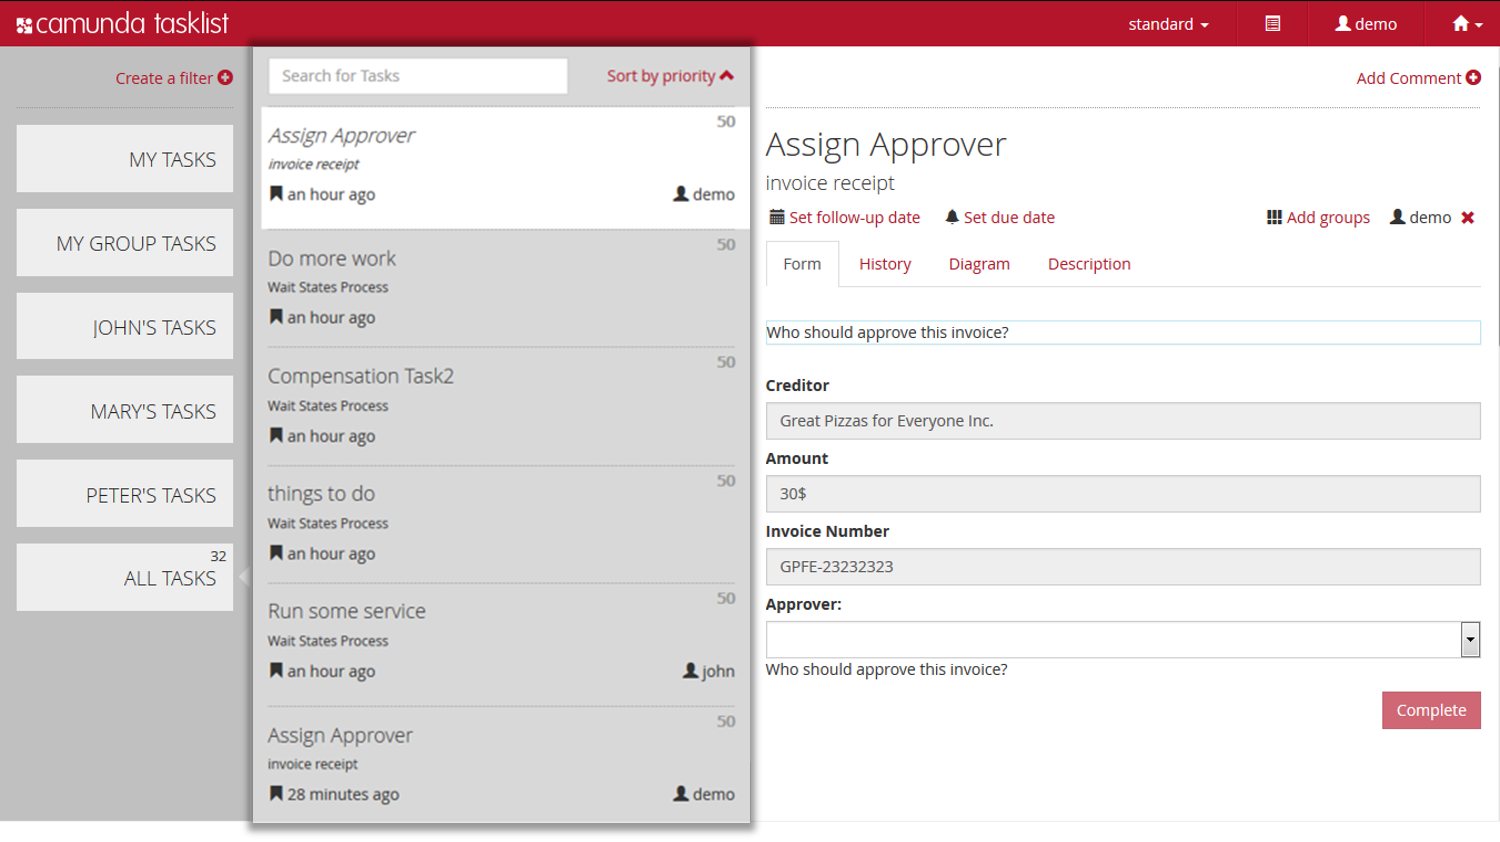 camunda tasklist
standard
demo
Create a filter
MY TASKS
MY GROUP TASKS
JOHN'S TASKS
MARY'S TASKS
PETER'S TASKS
32
ALL TASKS
Search for Tasks
Sort by priority
50
Assign Approver
invoice receipt
an hour ago
demo
50
Do more work
Wait States Process
an hour ago
50
Compensation Task2
Wait States Process
an hour ago
50
things to do
Wait States Process
an hour ago
50
Run some service
Wait States Process
an hour ago
john
50
Assign Approver
invoice receipt
28 minutes ago
demo
Add Comment
Assign Approver
invoice receipt
Set follow-up date
Set due date
Add groups
demo
Form
History
Diagram
Description
Who should approve this invoice?
Creditor
Great Pizzas for Everyone Inc.
Amount
30$
Invoice Number
GPFE-23232323
Approver:
Who should approve this invoice?
Complete